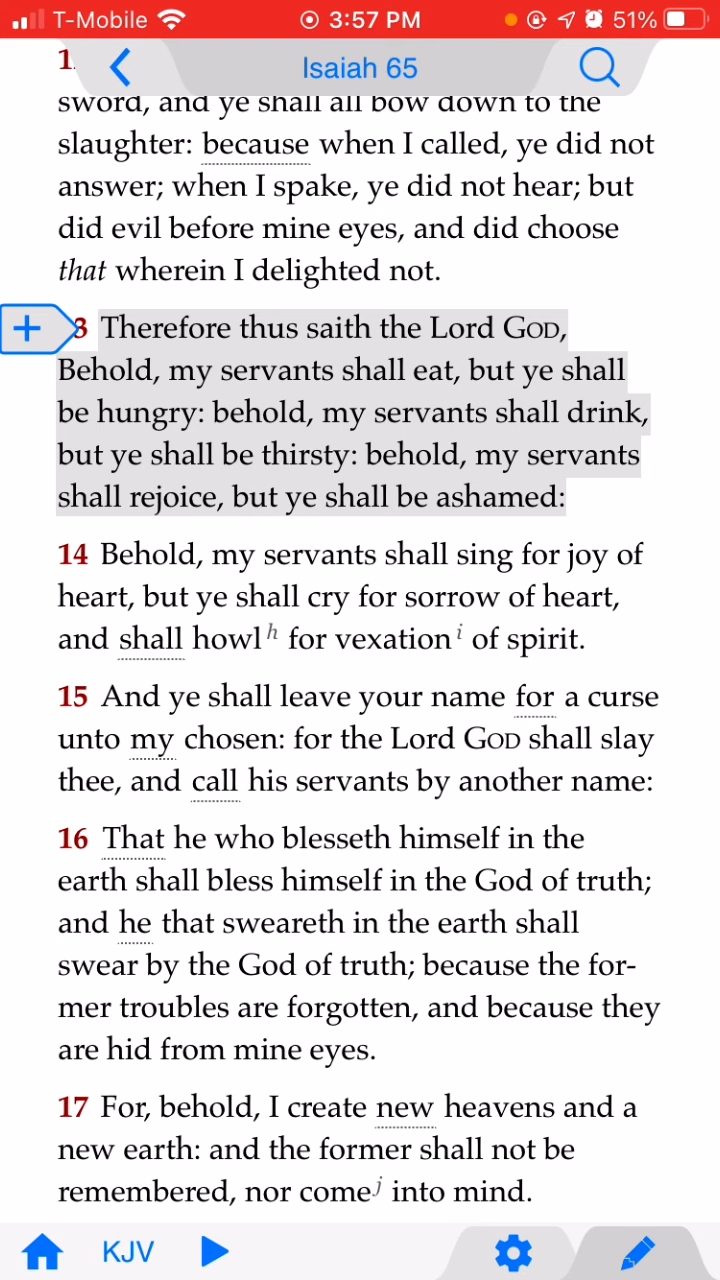 T-Mobile 3:57 PM 51%
Isaiah 65
1
sword, and ye shall all bow down to the
slaughter: because when I called, ye did not
answer; when I spake, ye did not hear; but
did evil before mine eyes, and did choose
that wherein I delighted not.
3 Therefore thus saith the Lord GOD,
Behold, my servants shall eat, but ye shall
be hungry: behold, my servants shall drink,
but ye shall be thirsty: behold, my servants
shall rejoice, but ye shall be ashamed:
14 Behold, my servants shall sing for joy of
heart, but ye shall cry for sorrow of heart,
and shall howl h for vexation i of spirit.
15 And ye shall leave your name for a curse
unto my chosen: for the Lord GOD shall slay
thee, and call his servants by another name:
16 That he who blesseth himself in the
earth shall bless himself in the God of truth;
and he that sweareth in the earth shall
swear by the God of truth; because the for-
mer troubles are forgotten, and because they
are hid from mine eyes.
17 For, behold, I create new heavens and a
new earth: and the former shall not be
remembered, nor come j into mind.
KJV